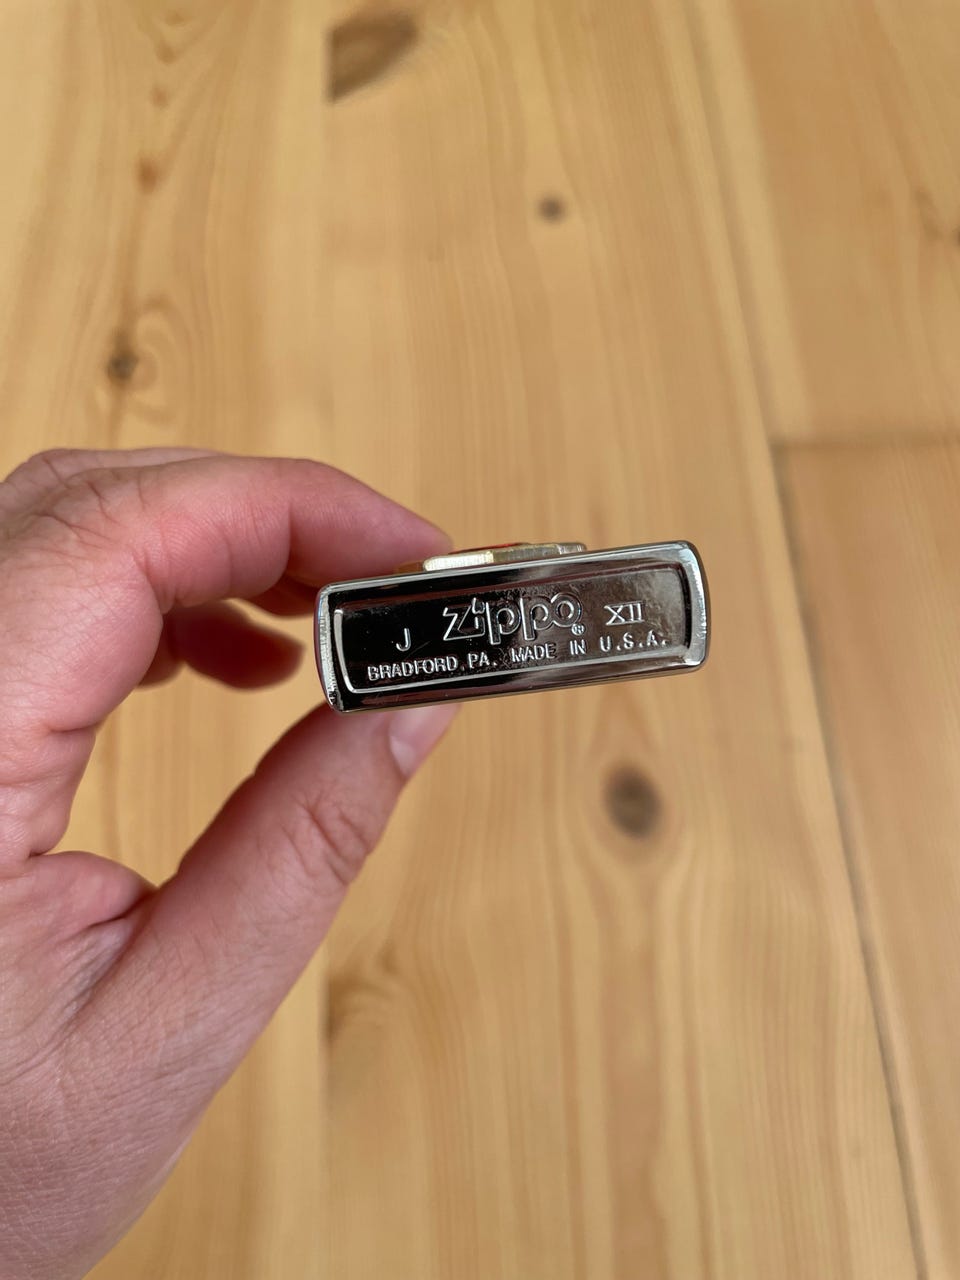 J zippo® XII
BRADFORD, PA. MADE IN U.S.A.